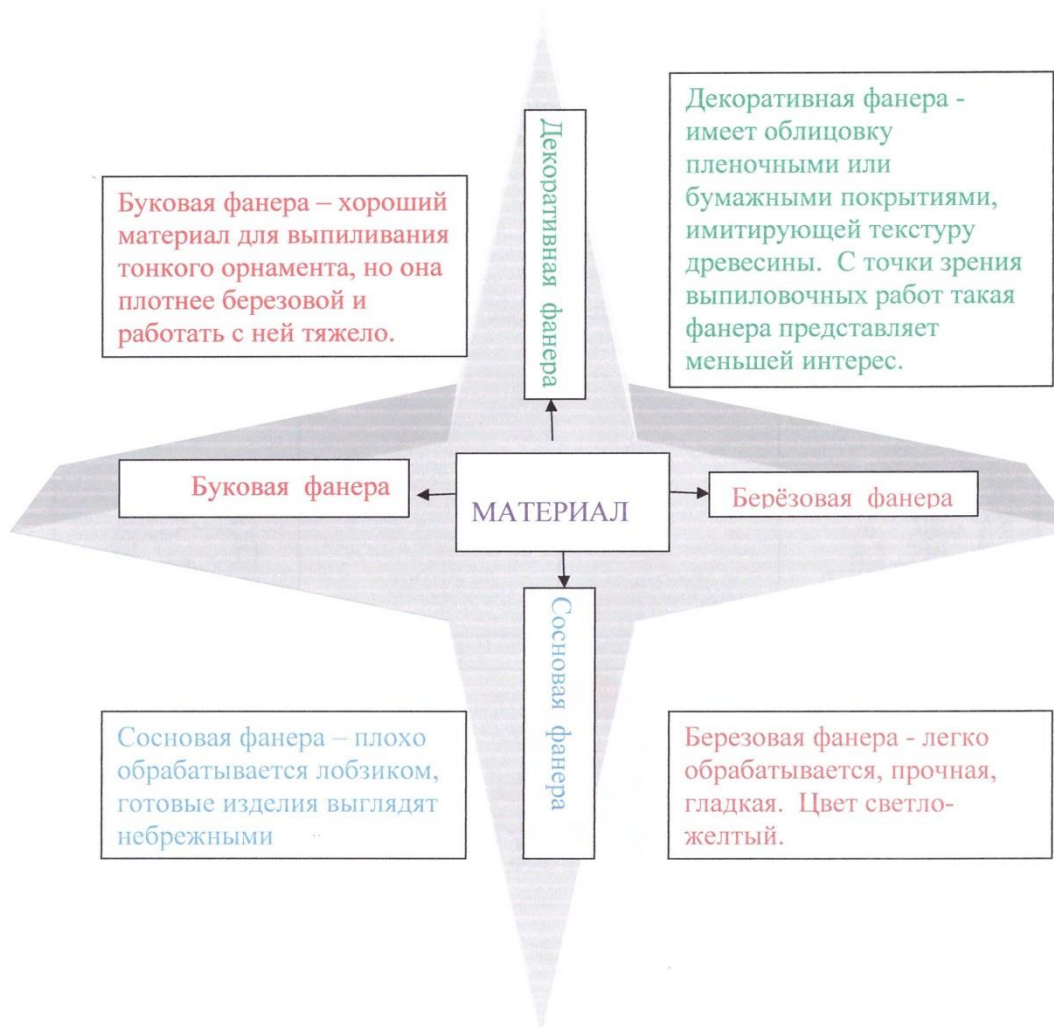 Декоративная фанера
Декоративная фанера -
имеет облицовку
пленочными или
бумажными покрытиями,
имитирующей текстуру
древесины. С точки зрения
выпиловочных работ такая
фанера представляет
меньшей интерес.
Буковая фанера – хороший
материал для выпиливания
тонкого орнамента, но она
плотнее березовой и
работать с ней тяжело.
Буковая фанера
МАТЕРИАЛ
Берёзовая фанера
Сосновая фанера
Сосновая фанера – плохо
обрабатывается лобзиком,
готовые изделия выглядят
небрежными
Березовая фанера - легко
обрабатывается, прочная,
гладкая. Цвет светло-
желтый.